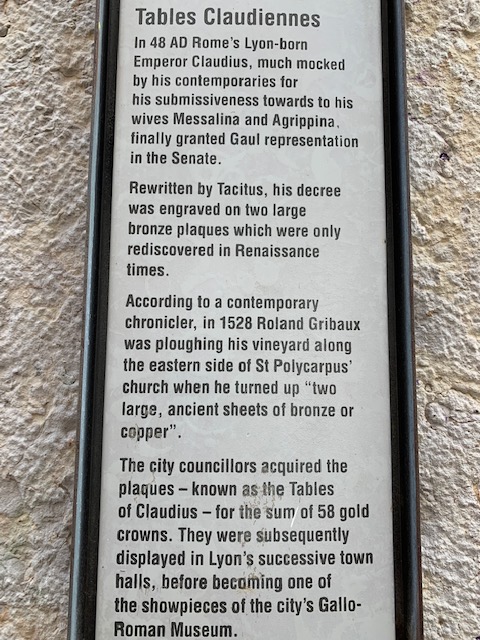 Tables Claudiennes
In 48 AD Rome's Lyon-born
Emperor Claudius, much mocked
by his contemporaries for
his submissiveness towards to his
wives Messalina and Agrippina,
finally granted Gaul representation
in the Senate.
Rewritten by Tacitus, his decree
was engraved on two large
bronze plaques which were only
rediscovered in Renaissance
times.
According to a contemporary
chronicler, in 1528 Roland Gribaux
was ploughing his vineyard along
the eastern side of St Polycarpus'
church when he turned up “two
large, ancient sheets of bronze or
copper”.
The city councillors acquired the
plaques – known as the Tables
of Claudius – for the sum of 58 gold
crowns. They were subsequently
displayed in Lyon's successive town
halls, before becoming one of
the showpieces of the city's Gallo-
Roman Museum.